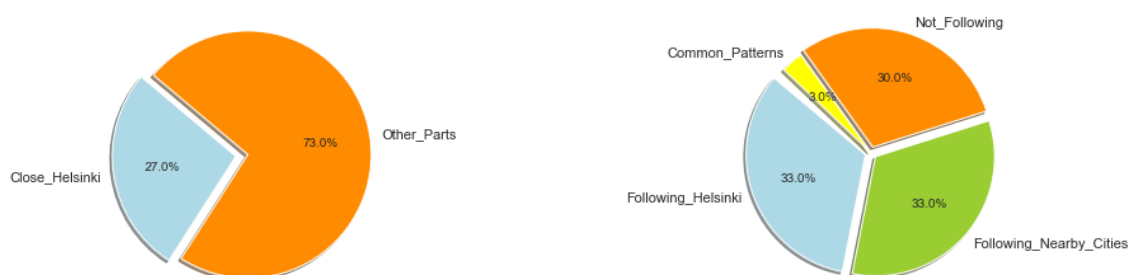 Other_Parts
73.0%
Close_Helsinki
27.0%
Not_Following
30.0%
Common_Patterns
3.0%
Following_Helsinki
33.0%
Following_Nearby_Cities
33.0%